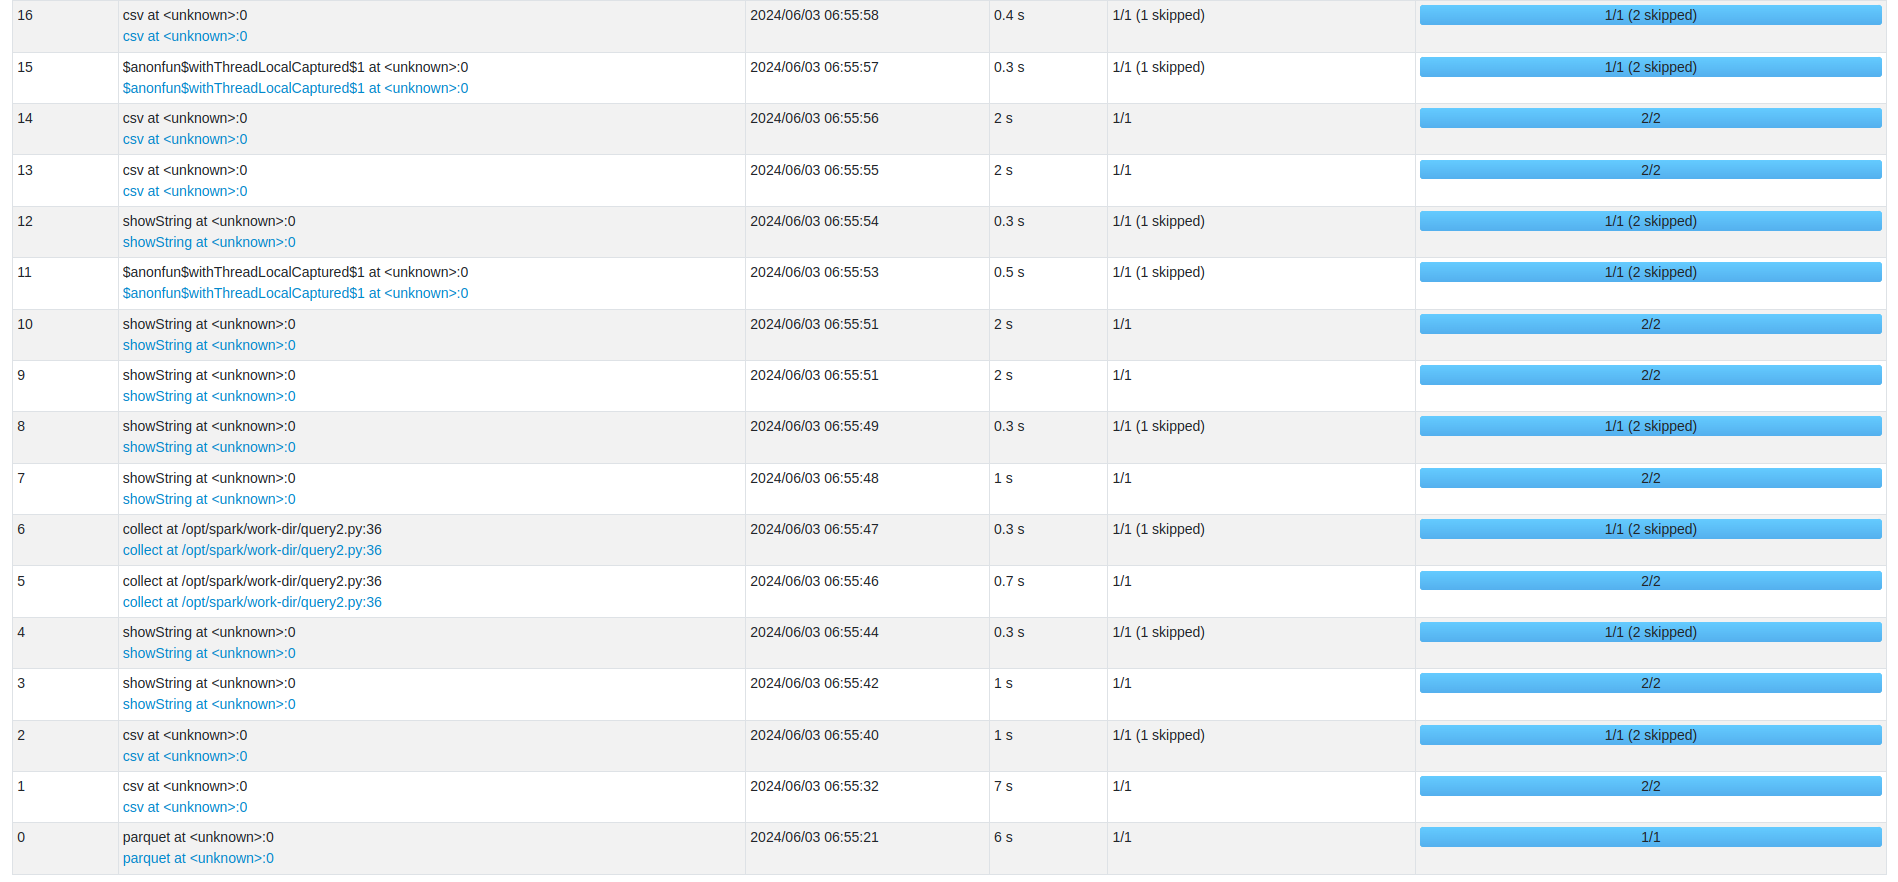 16 csv at <unknown>:0 2024/06/03 06:55:58 0.4 s 1/1 (1 skipped) 1/1 (2 skipped)
csv at <unknown>:0
15 $anonfun$withThreadLocalCaptured$1 at <unknown>:0 2024/06/03 06:55:57 0.3 s 1/1 (1 skipped) 1/1 (2 skipped)
$anonfun$withThreadLocalCaptured$1 at <unknown>:0
14 csv at <unknown>:0 2024/06/03 06:55:56 2 s 1/1 2/2
csv at <unknown>:0
13 csv at <unknown>:0 2024/06/03 06:55:55 2 s 1/1 2/2
csv at <unknown>:0
12 showString at <unknown>:0 2024/06/03 06:55:54 0.3 s 1/1 (1 skipped) 1/1 (2 skipped)
showString at <unknown>:0
11 $anonfun$withThreadLocalCaptured$1 at <unknown>:0 2024/06/03 06:55:53 0.5 s 1/1 (1 skipped) 1/1 (2 skipped)
$anonfun$withThreadLocalCaptured$1 at <unknown>:0
10 showString at <unknown>:0 2024/06/03 06:55:51 2 s 1/1 2/2
showString at <unknown>:0
9 showString at <unknown>:0 2024/06/03 06:55:51 2 s 1/1 2/2
showString at <unknown>:0
8 showString at <unknown>:0 2024/06/03 06:55:49 0.3 s 1/1 (1 skipped) 1/1 (2 skipped)
showString at <unknown>:0
7 showString at <unknown>:0 2024/06/03 06:55:48 1 s 1/1 2/2
showString at <unknown>:0
6 collect at /opt/spark/work-dir/query2.py:36 2024/06/03 06:55:47 0.3 s 1/1 (1 skipped) 1/1 (2 skipped)
collect at /opt/spark/work-dir/query2.py:36
5 collect at /opt/spark/work-dir/query2.py:36 2024/06/03 06:55:46 0.7 s 1/1 2/2
collect at /opt/spark/work-dir/query2.py:36
4 showString at <unknown>:0 2024/06/03 06:55:44 0.3 s 1/1 (1 skipped) 1/1 (2 skipped)
showString at <unknown>:0
3 showString at <unknown>:0 2024/06/03 06:55:42 1 s 1/1 2/2
showString at <unknown>:0
2 csv at <unknown>:0 2024/06/03 06:55:40 1 s 1/1 (1 skipped) 1/1 (2 skipped)
csv at <unknown>:0
1 csv at <unknown>:0 2024/06/03 06:55:32 7 s 1/1 2/2
csv at <unknown>:0
0 parquet at <unknown>:0 2024/06/03 06:55:21 6 s 1/1 1/1
parquet at <unknown>:0